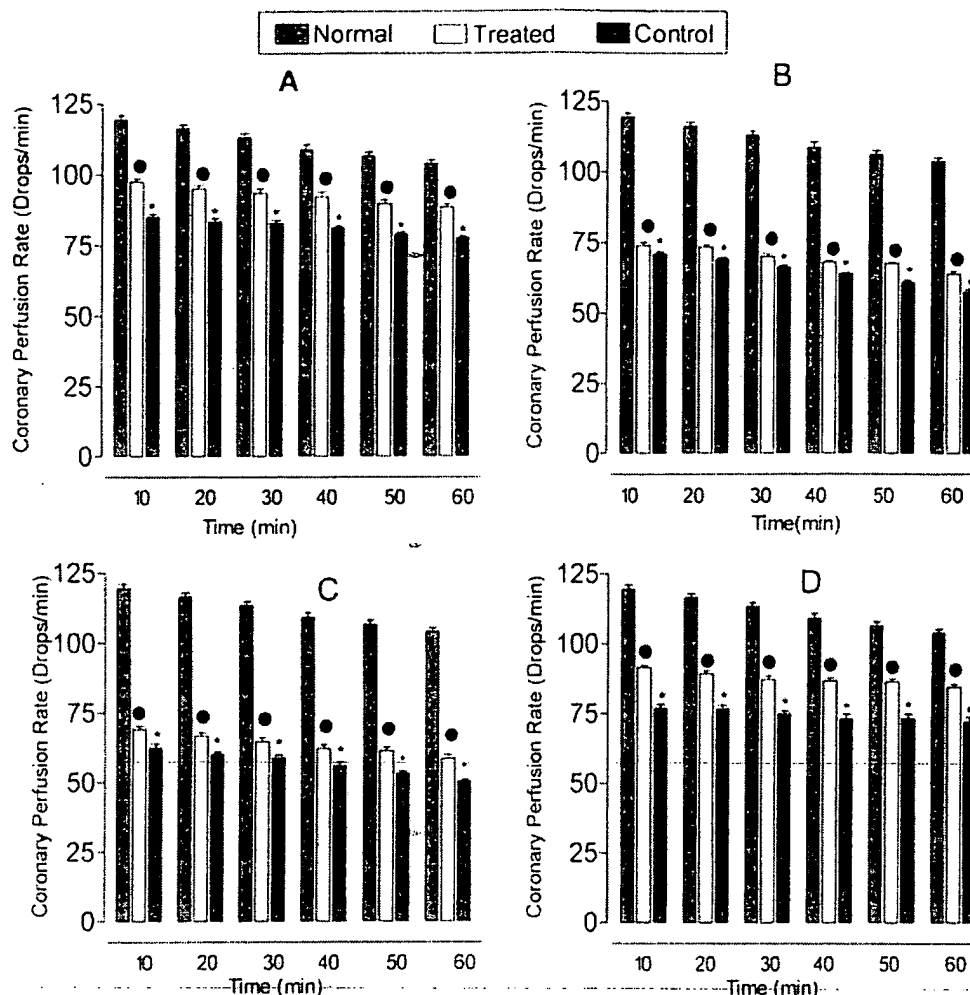 Normal Treated Control
A
Coronary Perfusion Rate (Drops/min)
125
100
75
50
25
0
10 20 30 40 50 60
Time (min)
B
Coronary Perfusion Rate (Drops/min)
125
100
75
50
25
0
10 20 30 40 50 60
Time(min)
C
Coronary Perfusion Rate (Drops/min)
125
100
75
50
25
0
10 20 30 40 50 60
Time (min)
D
Coronary Perfusion Rate (Drops/min)
125
100
75
50
25
0
10 20 30 40 50 60
Time (min)